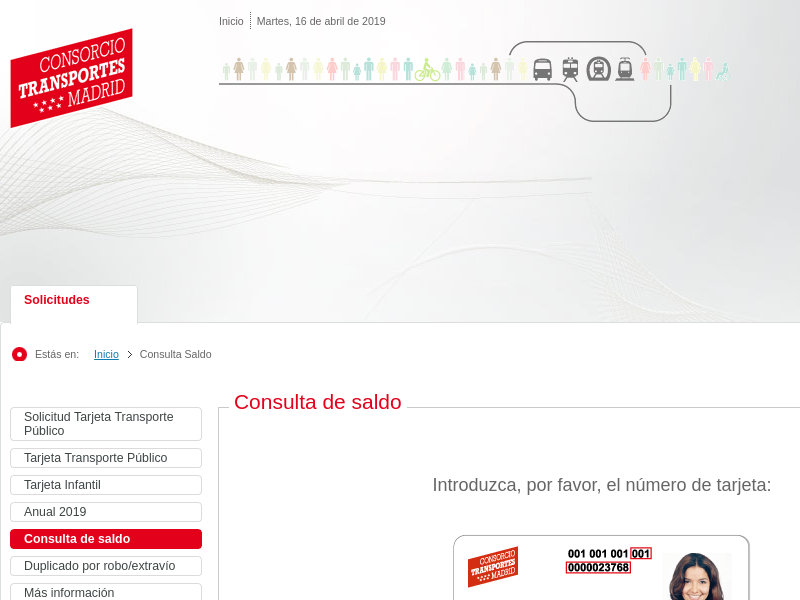 Inicio
Martes, 16 de abril de 2019
CONSORCIO
TRANSPORTES
MADRID
Solicitudes
Estás en:
Inicio
Consulta Saldo
Consulta de saldo
Solicitud Tarjeta Transporte
Público
Tarjeta Transporte Público
Tarjeta Infantil
Anual 2019
Consulta de saldo
Duplicado por robo/extravío
Más información
Introduzca, por favor, el número de tarjeta:
CONSORCIO
TRANSPORTES
MADRID
001 001 001 001
0000023768